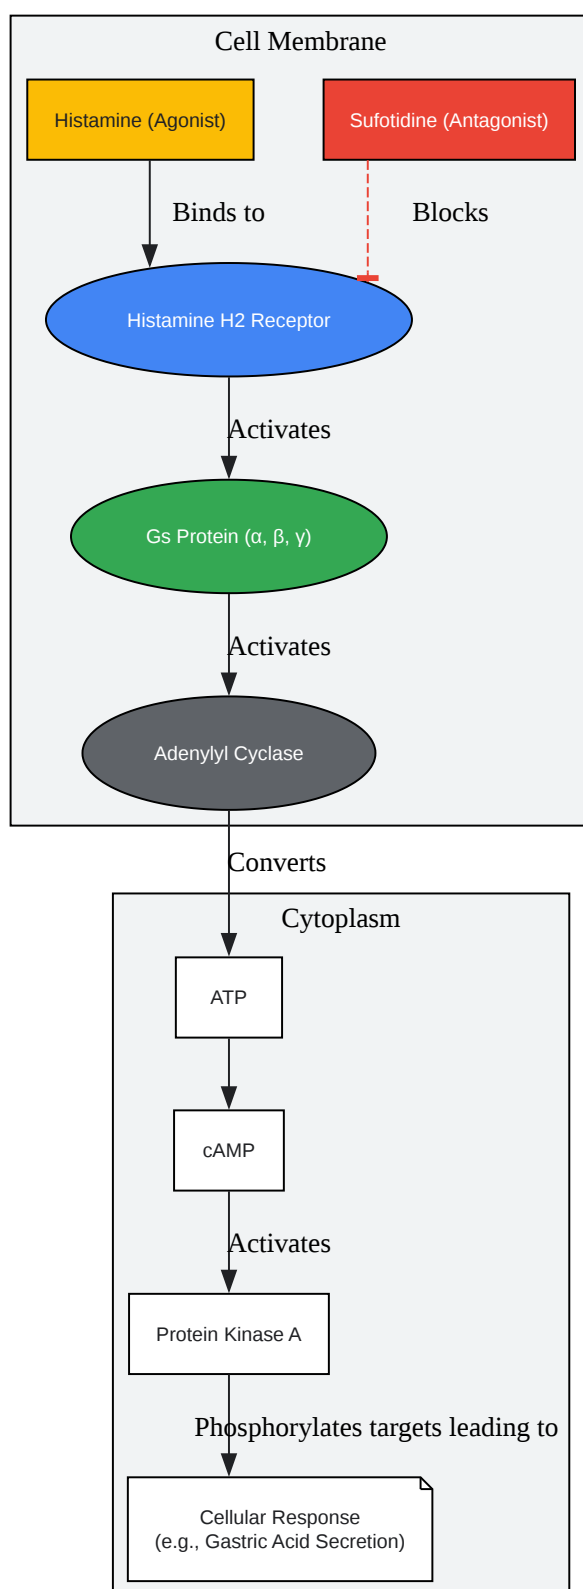 Cell Membrane
Histamine (Agonist)
Sufotidine (Antagonist)
Binds to
Blocks
Histamine H2 Receptor
Activates
Gs Protein (α, β, γ)
Activates
Adenylyl Cyclase
Converts
Cytoplasm
ATP
cAMP
Activates
Protein Kinase A
Phosphorylates targets leading to
Cellular Response
(e.g., Gastric Acid Secretion)